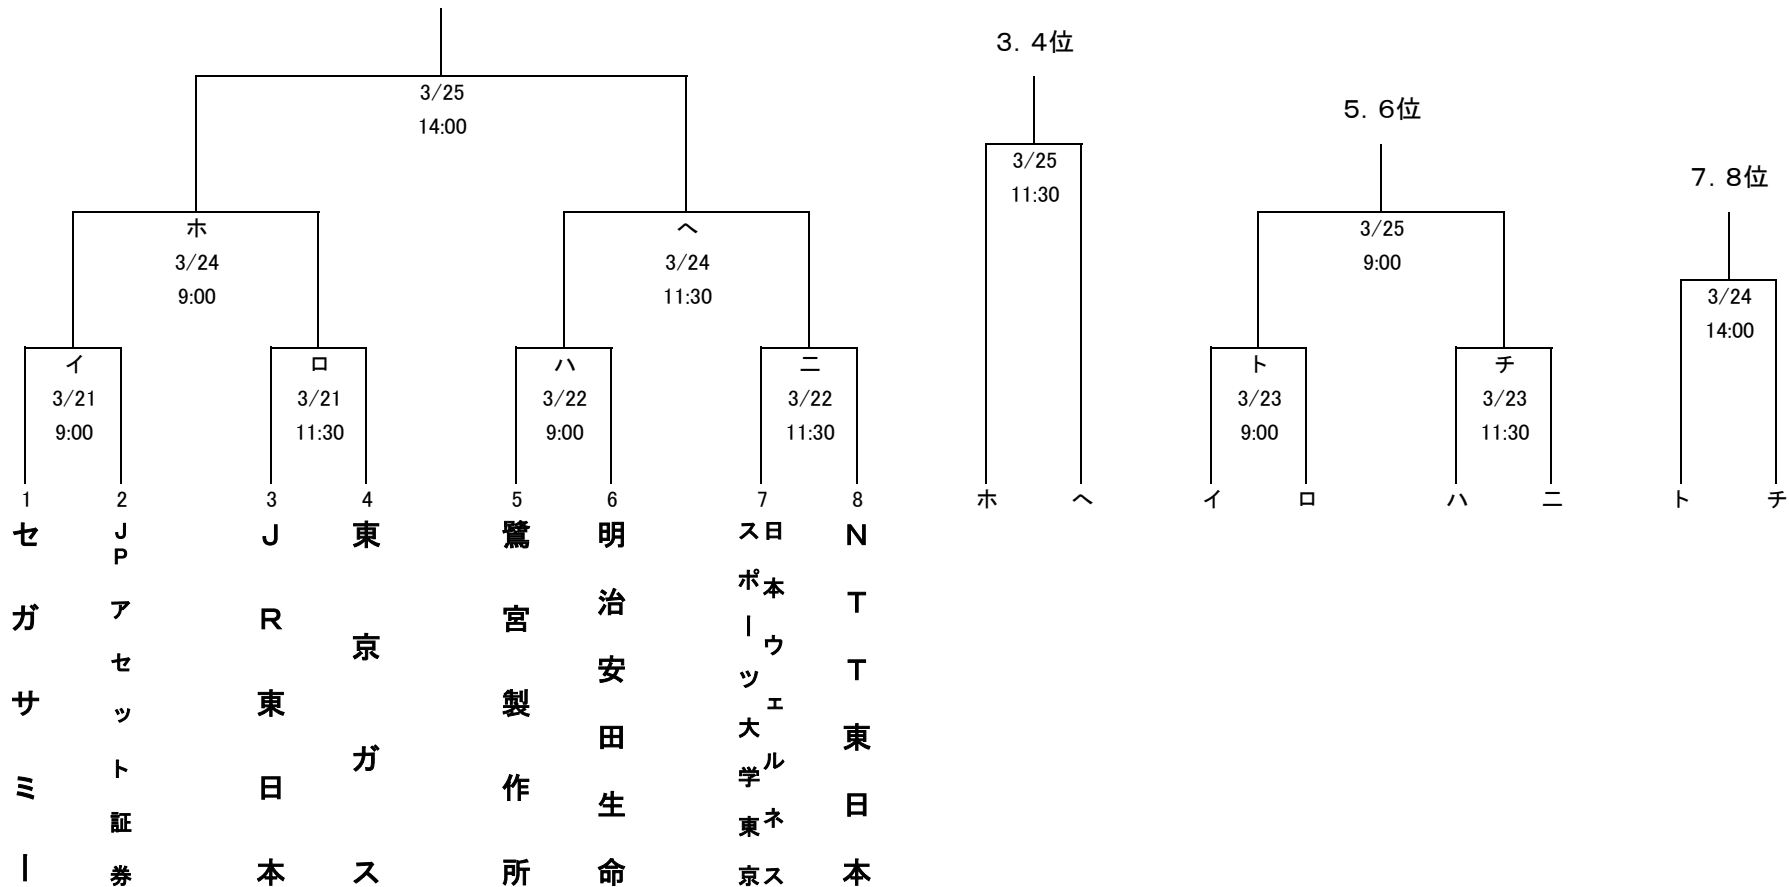 3/25
14:00
ホ
3/24
9:00
ヘ
3/24
11:30
イ
3/21
9:00
ロ
3/21
11:30
ハ
3/22
9:00
ニ
3/22
11:30
1
2
3
4
5
6
7
8
セガサミー
JPアセット証券
JR東日本
東京ガス
鷺宮製作所
明治安田生命
日本ウェルネス
スポーツ大学東京
NTT東日本
3. 4位
3/25
11:30
ホ
ヘ
5. 6位
3/25
9:00
ト
3/23
9:00
チ
3/23
11:30
イ
ロ
ハ
ニ
7. 8位
3/24
14:00
ト
チ